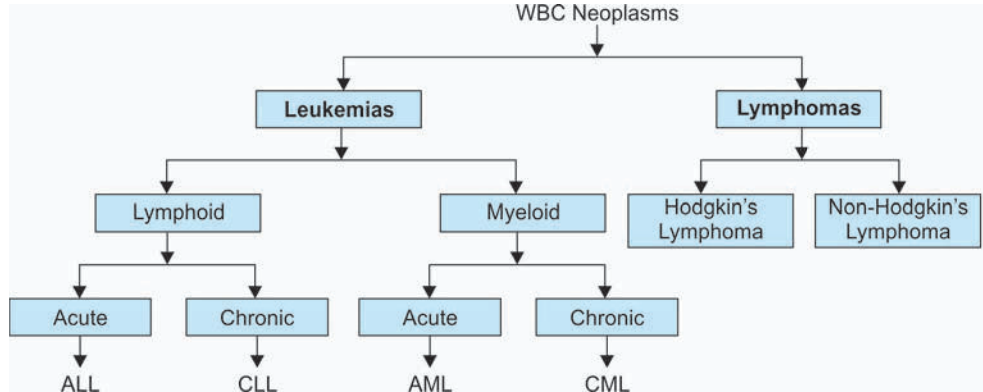 WBC Neoplasms
Leukemias
Lymphomas
Lymphoid
Myeloid
Hodgkin's
Lymphoma
Non-Hodgkin's
Lymphoma
Acute
Chronic
Acute
Chronic
ALL
CLL
AML
CML